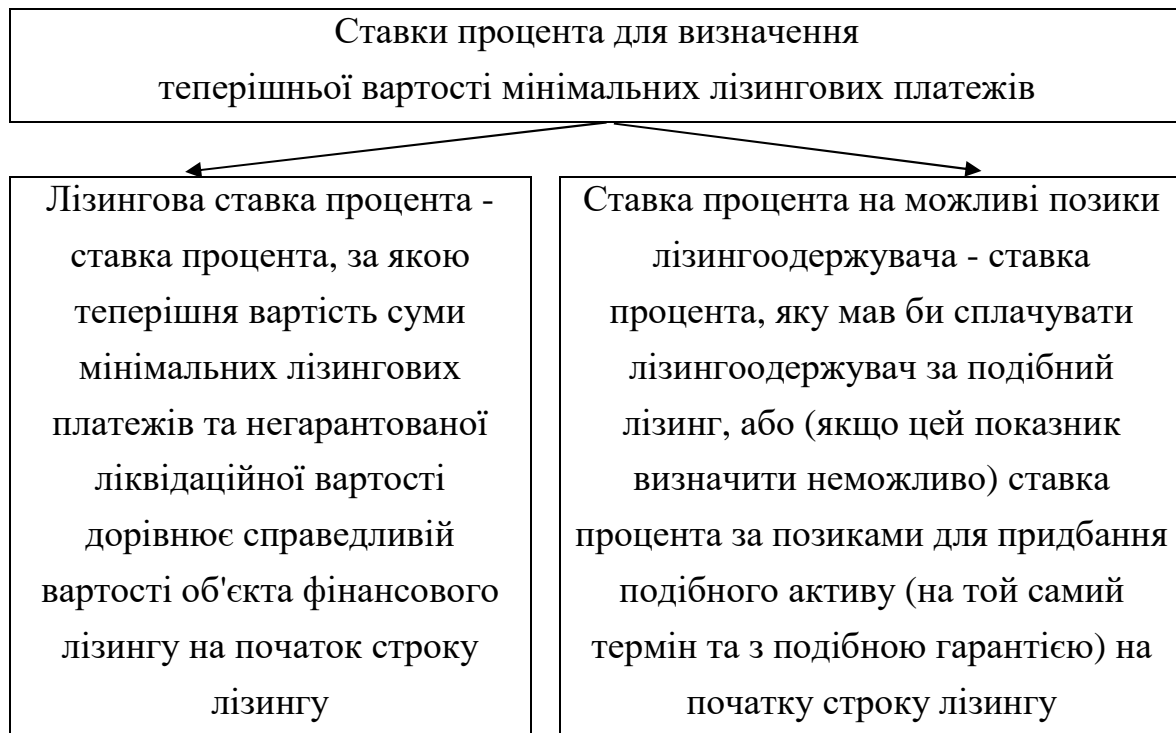 Ставки процента для визначення
теперішньої вартості мінімальних лізингових платежів
Лізингова ставка процента -
ставка процента, за якою
теперішня вартість суми
мінімальних лізингових
платежів та негарантованої
ліквідаційної вартості
дорівнює справедливій
вартості об'єкта фінансового
лізингу на початок строку
лізингу
Ставка процента на можливі позики
лізингоодержувача - ставка
процента, яку мав би сплачувати
лізингоодержувач за подібний
лізинг, або (якщо цей показник
визначити неможливо) ставка
процента за позиками для придбання
подібного активу (на той самий
термін та з подібною гарантією) на
початку строку лізингу